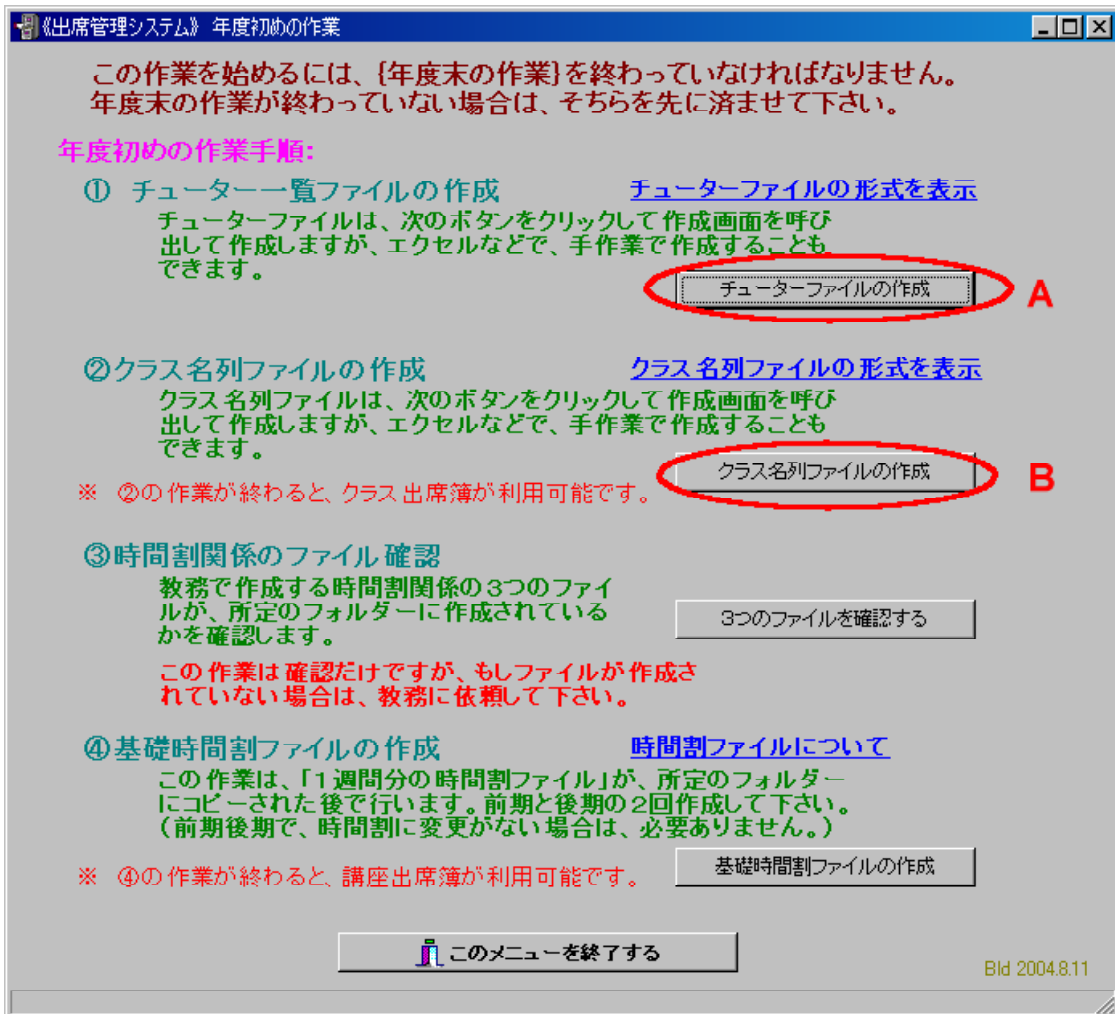 《出席管理システム》 年度初めの作業
この作業を始めるには、{年度末の作業}を終わっていなければなりません。
年度末の作業が終わっていない場合は、そちらを先に済ませて下さい。
年度初めの作業手順:
① チューター一覧ファイルの作成
チューターファイルの形式を表示
チューターファイルは、次のボタンをクリックして作成画面を呼び
出して作成しますが、エクセルなどで、手作業で作成することも
できます。
チューターファイルの作成
A
②クラス名列ファイルの作成
クラス名列ファイルの形式を表示
クラス名列ファイルは、次のボタンをクリックして作成画面を呼び
出して作成しますが、エクセルなどで、手作業で作成することも
できます。
クラス名列ファイルの作成
B
※ ②の作業が終わると、クラス出席簿が利用可能です。
③時間割関係のファイル確認
教務で作成する時間割関係の3つのファイ
ルが、所定のフォルダーに作成されている
かを確認します。
3つのファイルを確認する
この作業は確認だけですが、もしファイルが作成さ
れていない場合は、教務に依頼して下さい。
④基礎時間割ファイルの作成
時間割ファイルについて
この作業は、「1週間分の時間割ファイル」が、所定のフォルダー
にコピーされた後で行います。前期と後期の2回作成して下さい。
(前期後期で、時間割に変更がない場合は、必要ありません。)
※ ④の作業が終わると、講座出席簿が利用可能です。
基礎時間割ファイルの作成
このメニューを終了する
Bld 2004.8.11